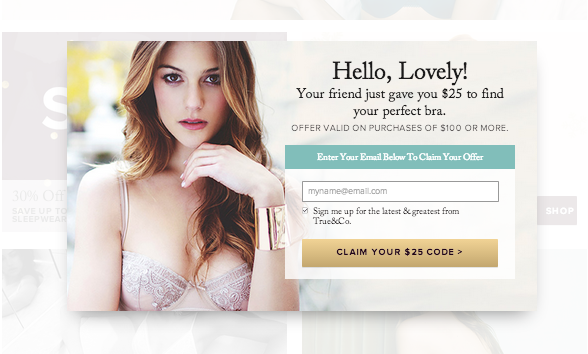 Hello, Lovely!
Your friend just gave you $25 to find
your perfect bra.
OFFER VALID ON PURCHASES OF $100 OR MORE.
Enter Your Email Below To Claim Your Offer
myname@email.com
Sign me up for the latest & greatest from
True&Co.
CLAIM YOUR $25 CODE >
30% Off
SAVE UP TO
SLEEPWEAR
SHOP